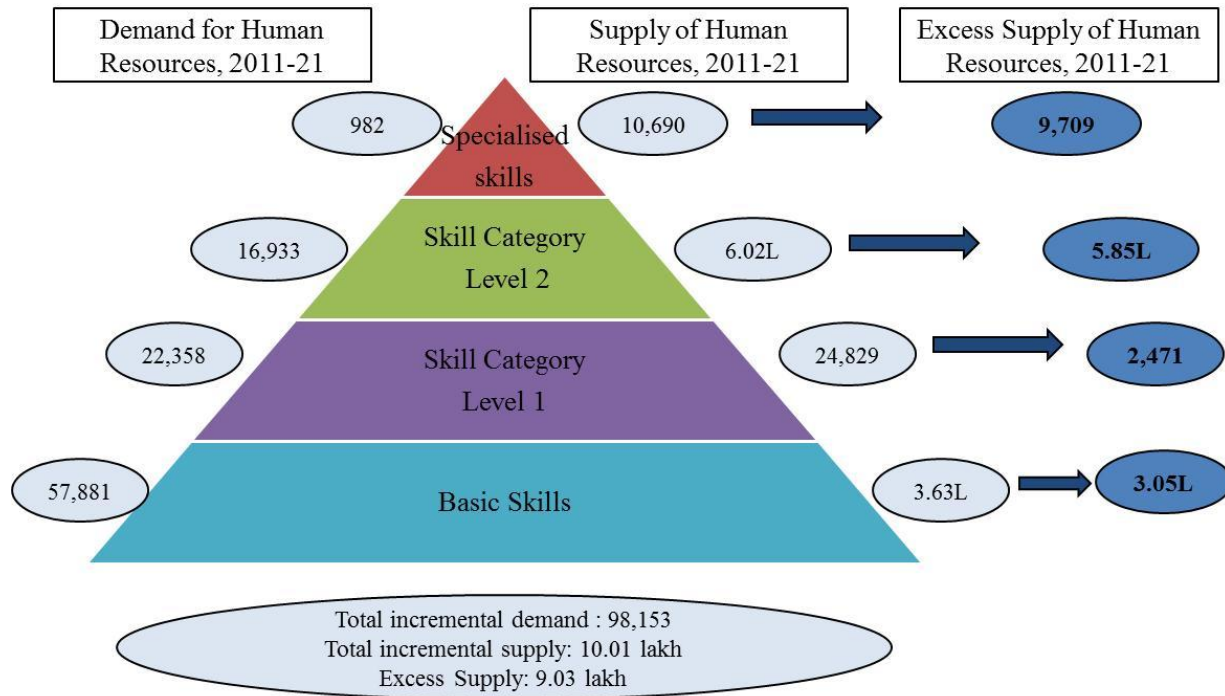 Demand for Human
Resources, 2011-21
Supply of Human
Resources, 2011-21
Excess Supply of Human
Resources, 2011-21
982
Specialised
skills
10,690
9,709
16,933
Skill Category
Level 2
6.02L
5.85L
22,358
Skill Category
Level 1
24,829
2,471
57,881
Basic Skills
3.63L
3.05L
Total incremental demand : 98,153
Total incremental supply: 10.01 lakh
Excess Supply: 9.03 lakh